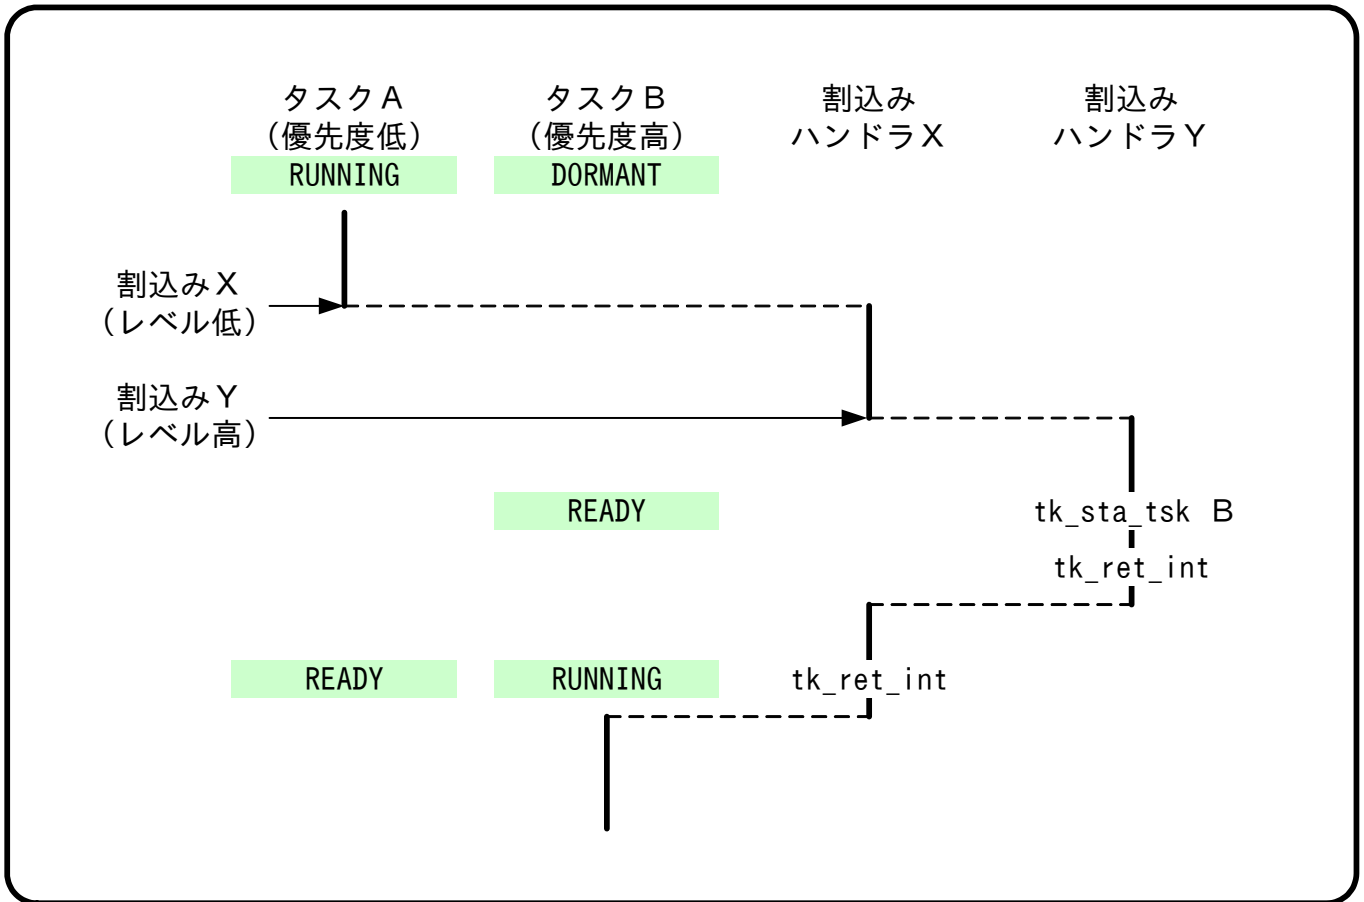 タスクA
（優先度低）
タスクB
（優先度高）
割込み
ハンドラX
割込み
ハンドラY
RUNNING
DORMANT
割込みX
（レベル低）
割込みY
（レベル高）
READY
tk_sta_tsk B
tk_ret_int
READY
RUNNING
tk_ret_int